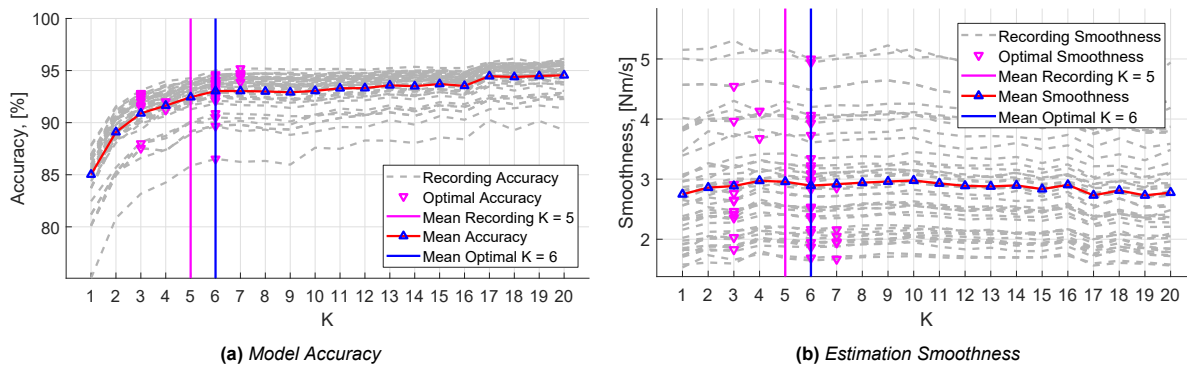 100
95
90
85
80
Accuracy, [%]
Recording Accuracy
Optimal Accuracy
Mean Recording K = 5
Mean Accuracy
Mean Optimal K = 6
1 2 3 4 5 6 7 8 9 10 11 12 13 14 15 16 17 18 19 20
K
(a) Model Accuracy
5
4
3
2
Smoothness, [Nm/s]
Recording Smoothness
Optimal Smoothness
Mean Recording K = 5
Mean Smoothness
Mean Optimal K = 6
1 2 3 4 5 6 7 8 9 10 11 12 13 14 15 16 17 18 19 20
K
(b) Estimation Smoothness